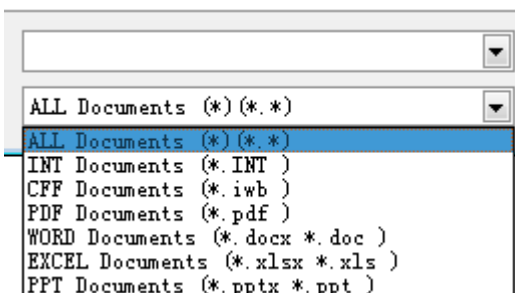 ALL Documents (*)(*.*)
ALL Documents (*)(*.*)
INT Documents (*.INT )
CFF Documents (*.iwb )
PDF Documents (*.pdf )
WORD Documents (*.docx *.doc )
EXCEL Documents (*.xlsx *.xls )
PPT Documents (*.pptx *.ppt )